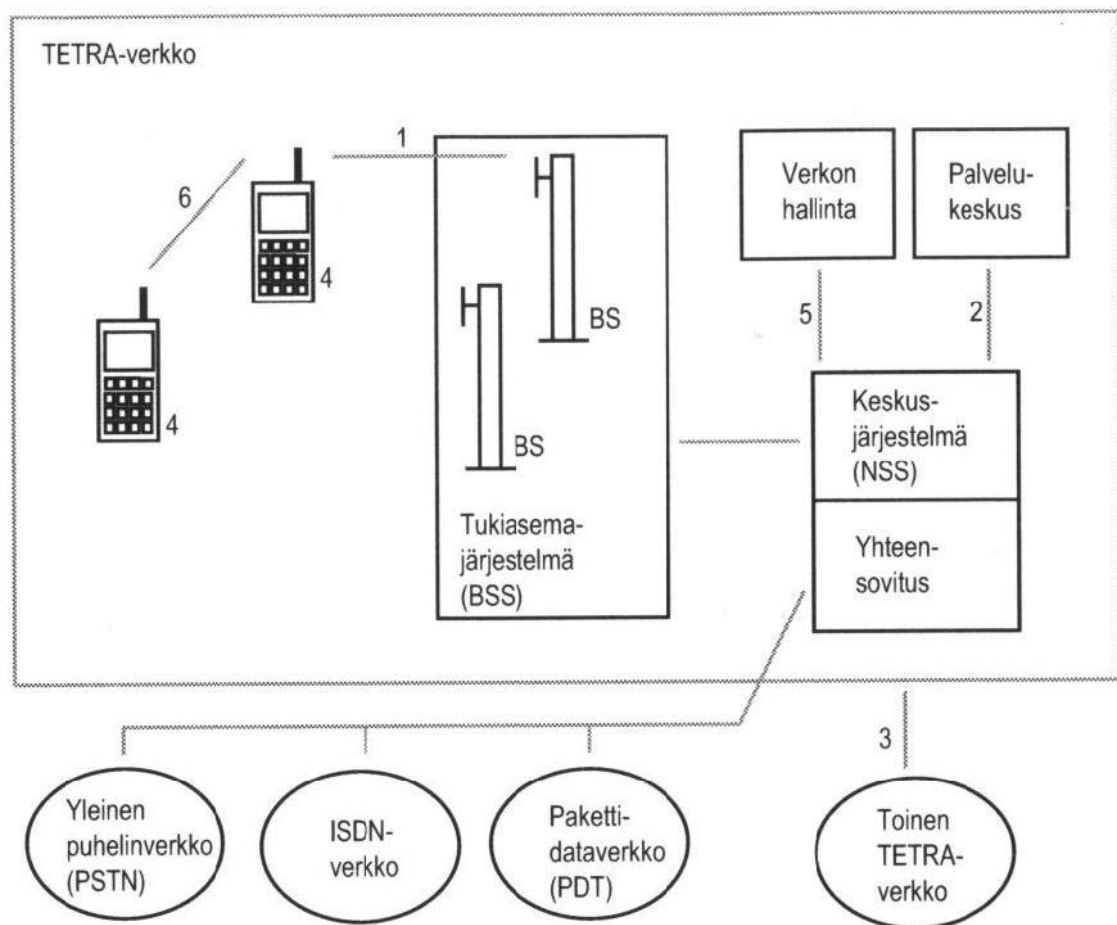 TETRA-verkko
1
6
4
4
BS
BS
Tukiasema-
järjestelmä
(BSS)
Verkon
hallinta
Palvelu-
keskus
5
2
Keskus-
järjestelmä
(NSS)
Yhteen-
sovitus
3
Yleinen
puhelinverkko
(PSTN)
ISDN-
verkko
Paketti-
dataverkko
(PDT)
Toinen
TETRA-
verkko